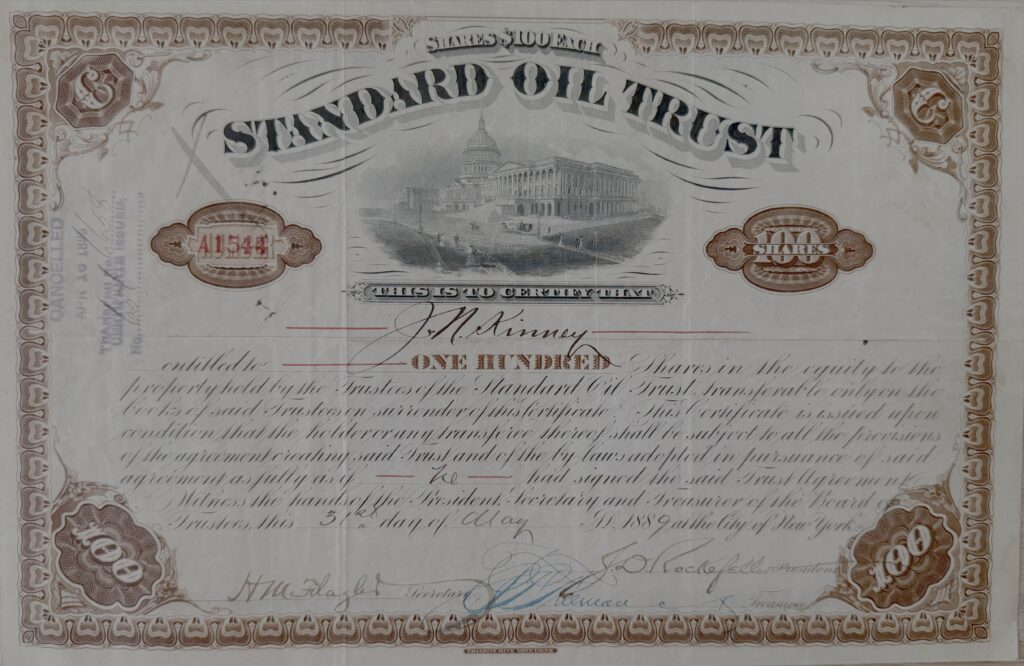 SHARES $100 EACH
STANDARD OIL TRUST
A1544
100
SHARES
CANCELLED
THIS IS TO CERTIFY THAT
J. N. Kinney
entitled to ONE HUNDRED Shares in the equity to the
property held by the Trustees of the Standard Oil Trust, transferable only on the
books of said Trustees on surrender of this Certificate. This Certificate is issued upon
condition that the holder or any transferee thereof shall be subject to all the provisions
of the agreement creating said Trust and of the by-laws adopted in pursuance of said
agreement as fully as if he had signed the said Trust Agreement.
Witness the hands of the President, Secretary and Treasurer of the Board of
Trustees, this 31st day of May A.D. 1889 at the City of New York.
J.D. Rockefeller President
H M Flagler Secretary
Treasurer
100
100